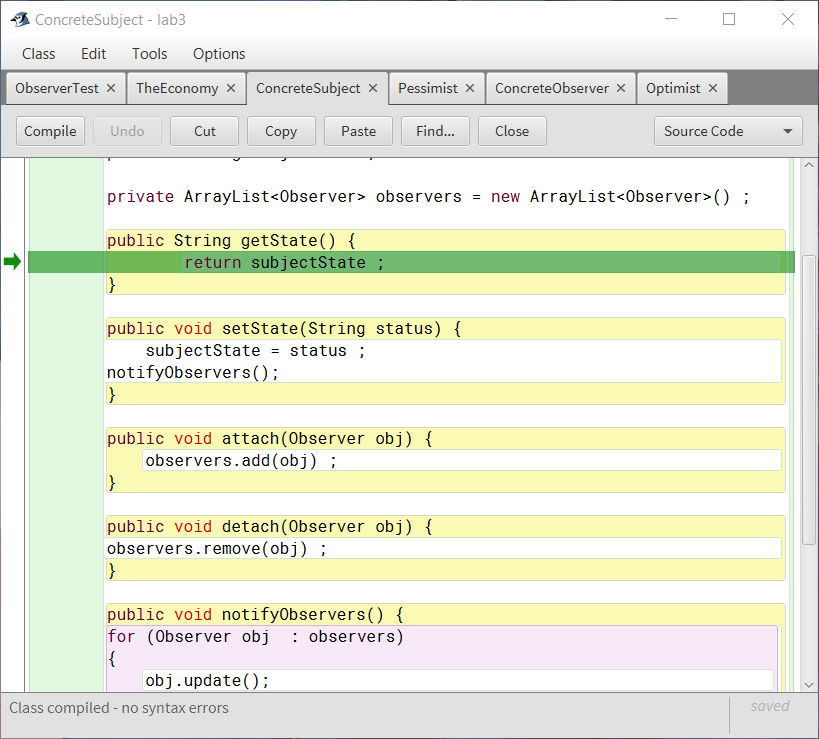 ConcreteSubject - lab3
Class Edit Tools Options
ObserverTest TheEconomy ConcreteSubject Pessimist ConcreteObserver Optimist
Compile Undo Cut Copy Paste Find... Close Source Code
private ArrayList<Observer> observers = new ArrayList<Observer>() ;
public String getState() {
return subjectState ;
}
public void setState(String status) {
subjectState = status ;
notifyObservers();
}
public void attach(Observer obj) {
observers.add(obj) ;
}
public void detach(Observer obj) {
observers.remove(obj) ;
}
public void notifyObservers() {
for (Observer obj  : observers)
{
obj.update();
Class compiled - no syntax errors
saved